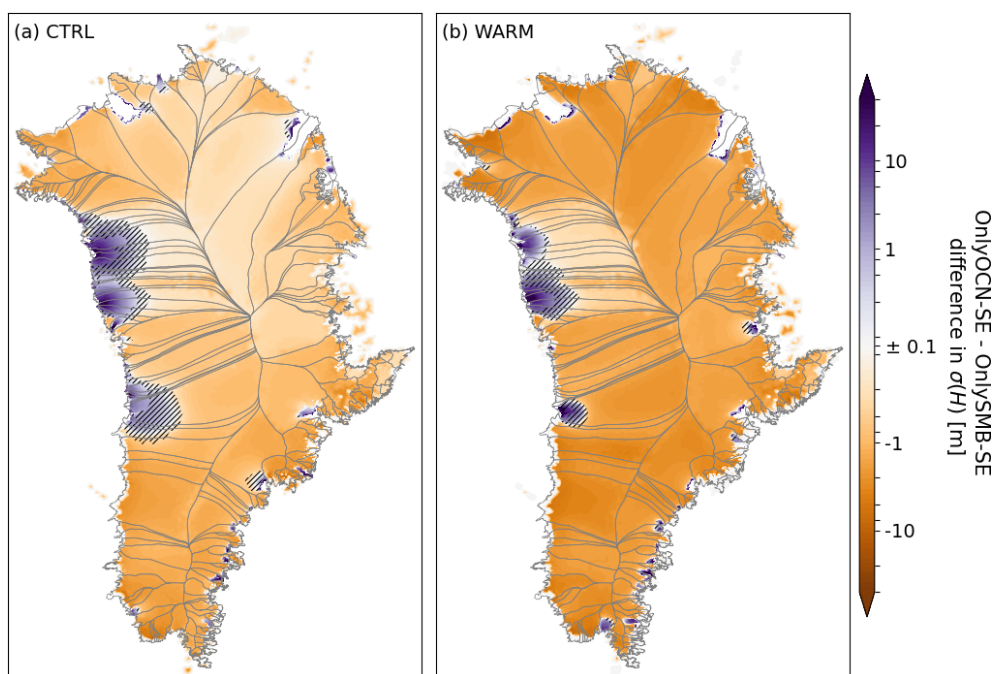 (a) CTRL
(b) WARM
10
1
± 0.1
-1
-10
OnlyOCN-SE - OnlySMB-SE
difference in σ(H) [m]